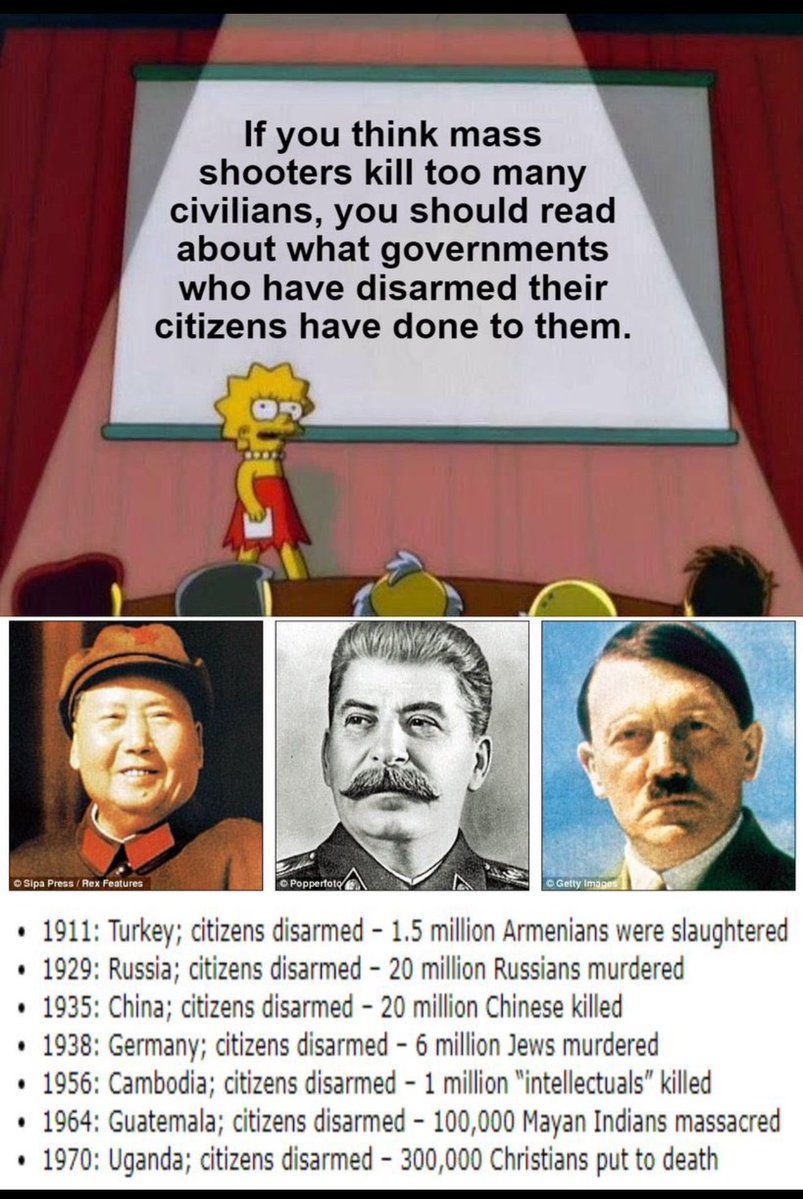 If you think mass
shooters kill too many
civilians, you should read
about what governments
who have disarmed their
citizens have done to them.
© Sipa Press / Rex Features
© Popperfoto
© Getty Images
• 1911: Turkey; citizens disarmed – 1.5 million Armenians were slaughtered
• 1929: Russia; citizens disarmed – 20 million Russians murdered
• 1935: China; citizens disarmed – 20 million Chinese killed
• 1938: Germany; citizens disarmed – 6 million Jews murdered
• 1956: Cambodia; citizens disarmed – 1 million “intellectuals” killed
• 1964: Guatemala; citizens disarmed – 100,000 Mayan Indians massacred
• 1970: Uganda; citizens disarmed – 300,000 Christians put to death